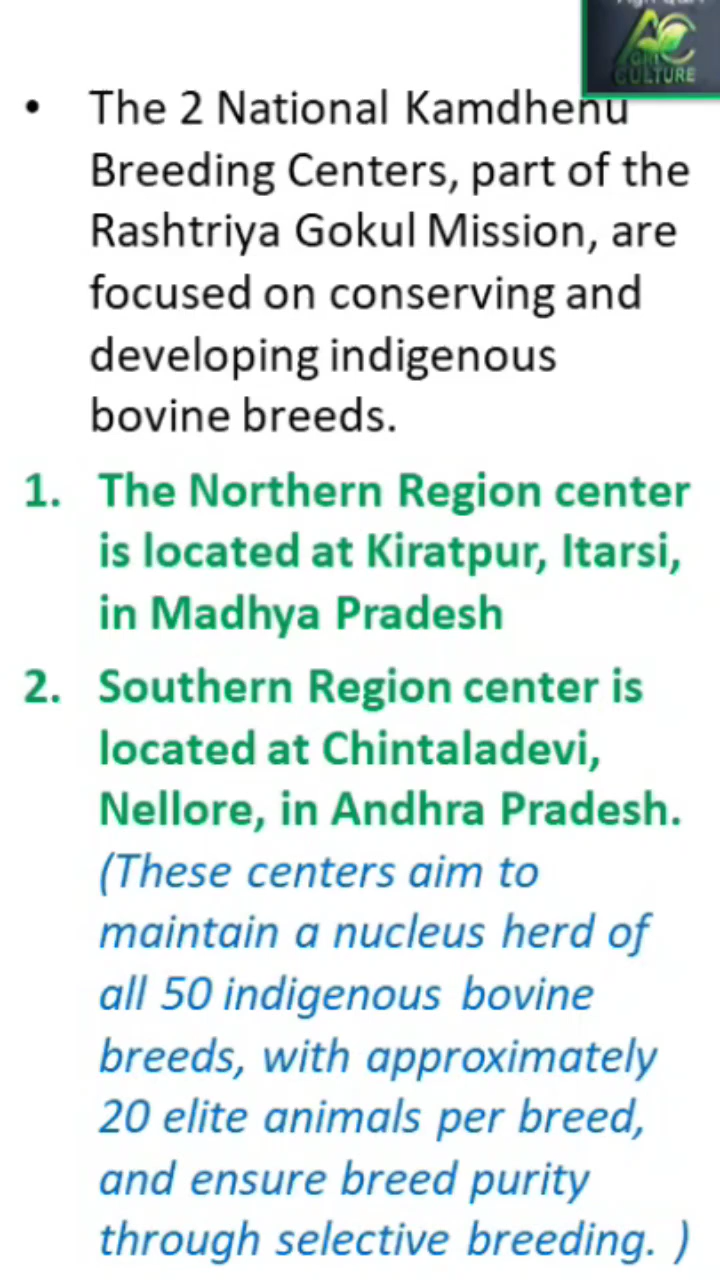 AGRI
CULTURE
• The 2 National Kamdhenu
Breeding Centers, part of the
Rashtriya Gokul Mission, are
focused on conserving and
developing indigenous
bovine breeds.
1. The Northern Region center
is located at Kiratpur, Itarsi,
in Madhya Pradesh
2. Southern Region center is
located at Chintaladevi,
Nellore, in Andhra Pradesh.
(These centers aim to
maintain a nucleus herd of
all 50 indigenous bovine
breeds, with approximately
20 elite animals per breed,
and ensure breed purity
through selective breeding. )